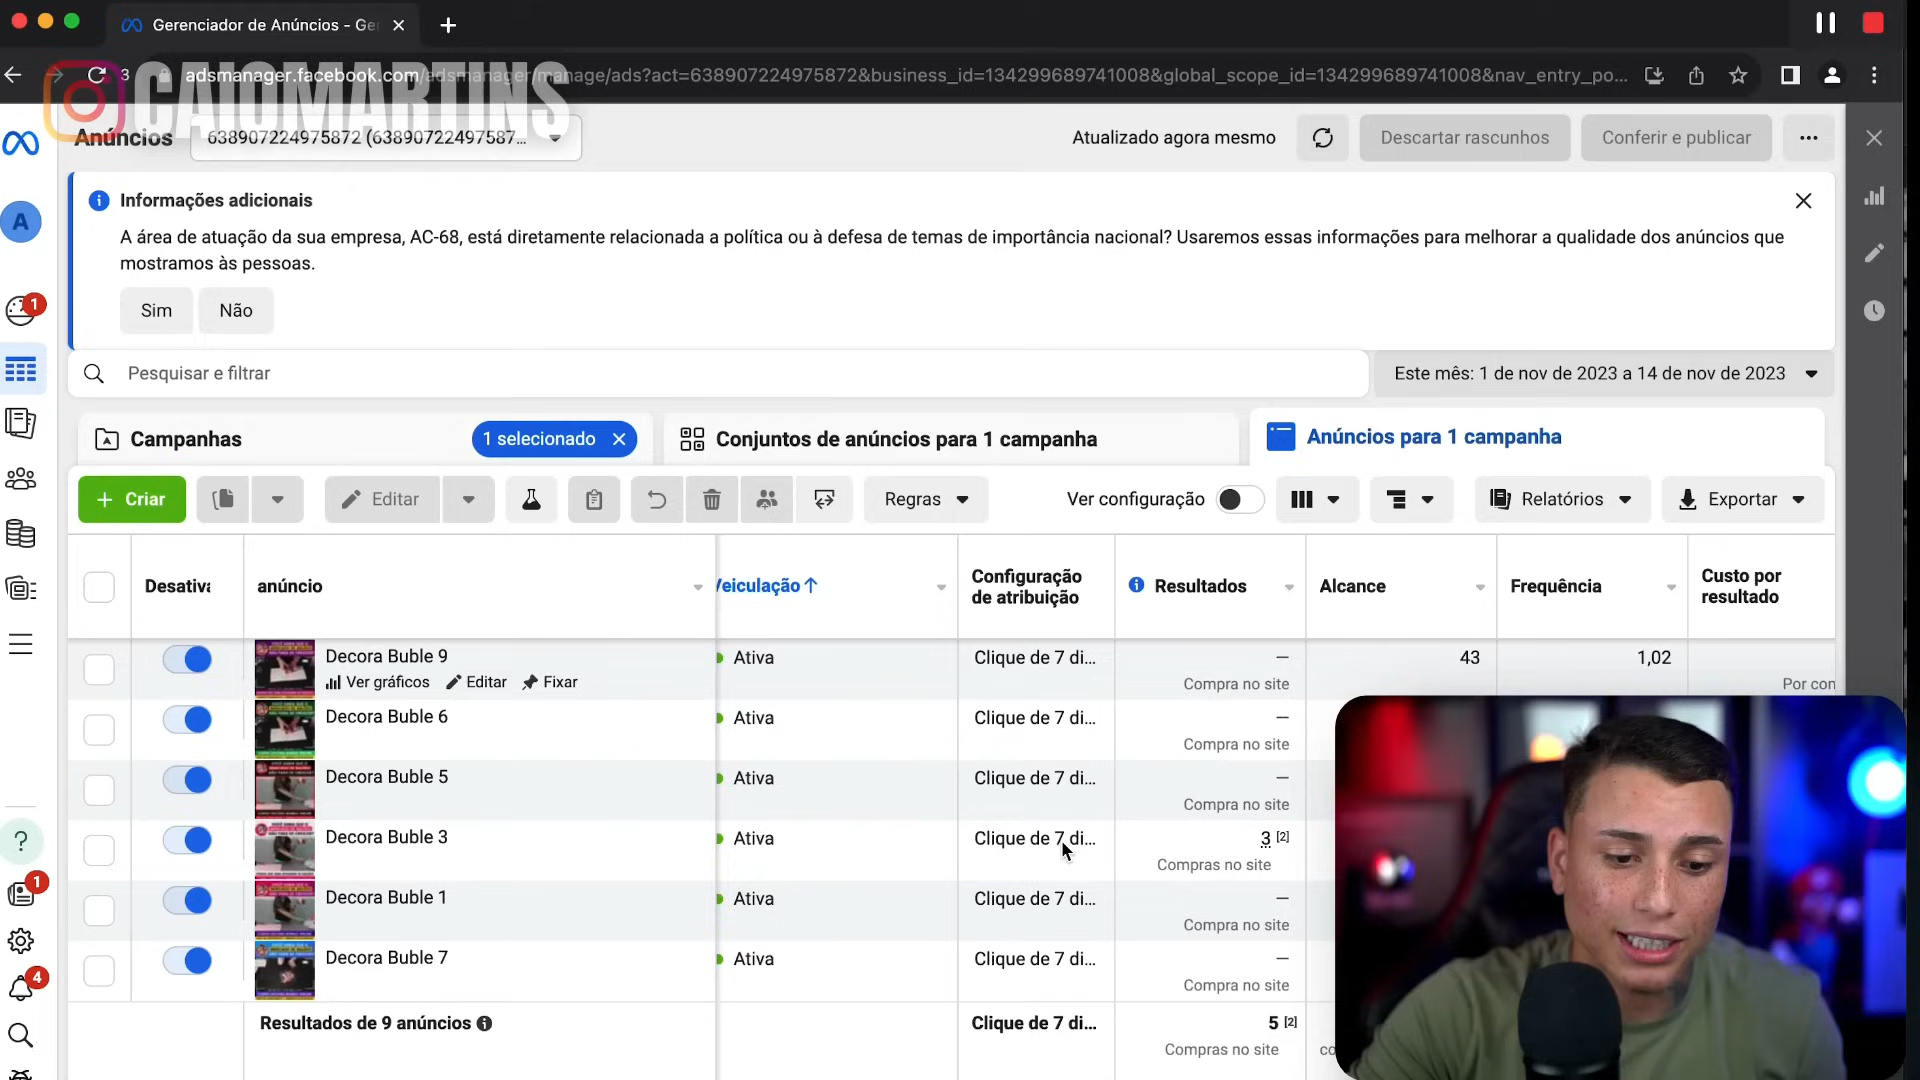 Gerenciador de Anúncios - Ge
3
adsmanager.facebook.com/adsmanager/manage/ads?act=638907224975872&business_id=134299689741008&global_scope_id=134299689741008&nav_entry_po...
CAIOMARTINS
Anúncios
638907224975872 (63890722497587...
Atualizado agora mesmo
Descartar rascunhos
Conferir e publicar
A
Informações adicionais
A área de atuação da sua empresa, AC-68, está diretamente relacionada a política ou à defesa de temas de importância nacional? Usaremos essas informações para melhorar a qualidade dos anúncios que
mostramos às pessoas.
Sim
Não
1
Pesquisar e filtrar
Este mês: 1 de nov de 2023 a 14 de nov de 2023
Campanhas
1 selecionado
Conjuntos de anúncios para 1 campanha
Anúncios para 1 campanha
+ Criar
Editar
Regras
Ver configuração
Relatórios
Exportar
Desativa
anúncio
Veiculação
Configuração
de atribuição
Resultados
Alcance
Frequência
Custo por
resultado
Decora Buble 9
Ver gráficos
Editar
Fixar
Ativa
Clique de 7 di...
—
Compra no site
43
1,02
Por con
Decora Buble 6
Ativa
Clique de 7 di...
—
Compra no site
Decora Buble 5
Ativa
Clique de 7 di...
—
Compra no site
Decora Buble 3
Ativa
Clique de 7 di...
3 [2]
Compras no site
Decora Buble 1
Ativa
Clique de 7 di...
—
Compra no site
Decora Buble 7
Ativa
Clique de 7 di...
—
Compra no site
Resultados de 9 anúncios
Clique de 7 di...
5 [2]
Compras no site
co
?
1
4